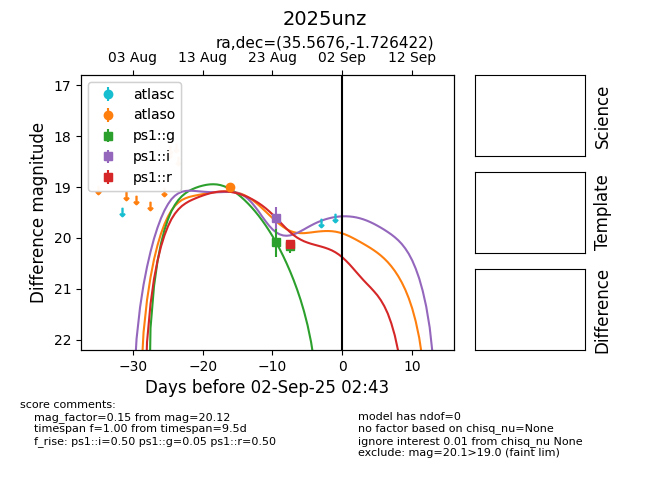 2025unz
ra,dec=(35.5676,-1.726422)
03 Aug 13 Aug 23 Aug 02 Sep 12 Sep
17
18
19
20
21
22
Difference magnitude
atlasc
atlaso
ps1::g
ps1::i
ps1::r
−30 −20 −10 0 10
Days before 02-Sep-25 02:43
Science
Template
Difference
score comments:
mag_factor=0.15 from mag=20.12
timespan f=1.00 from timespan=9.5d
f_rise: ps1::i=0.50 ps1::g=0.05 ps1::r=0.50
model has ndof=0
no factor based on chisq_nu=None
ignore interest 0.01 from chisq_nu None
exclude: mag=20.1>19.0 (faint lim)